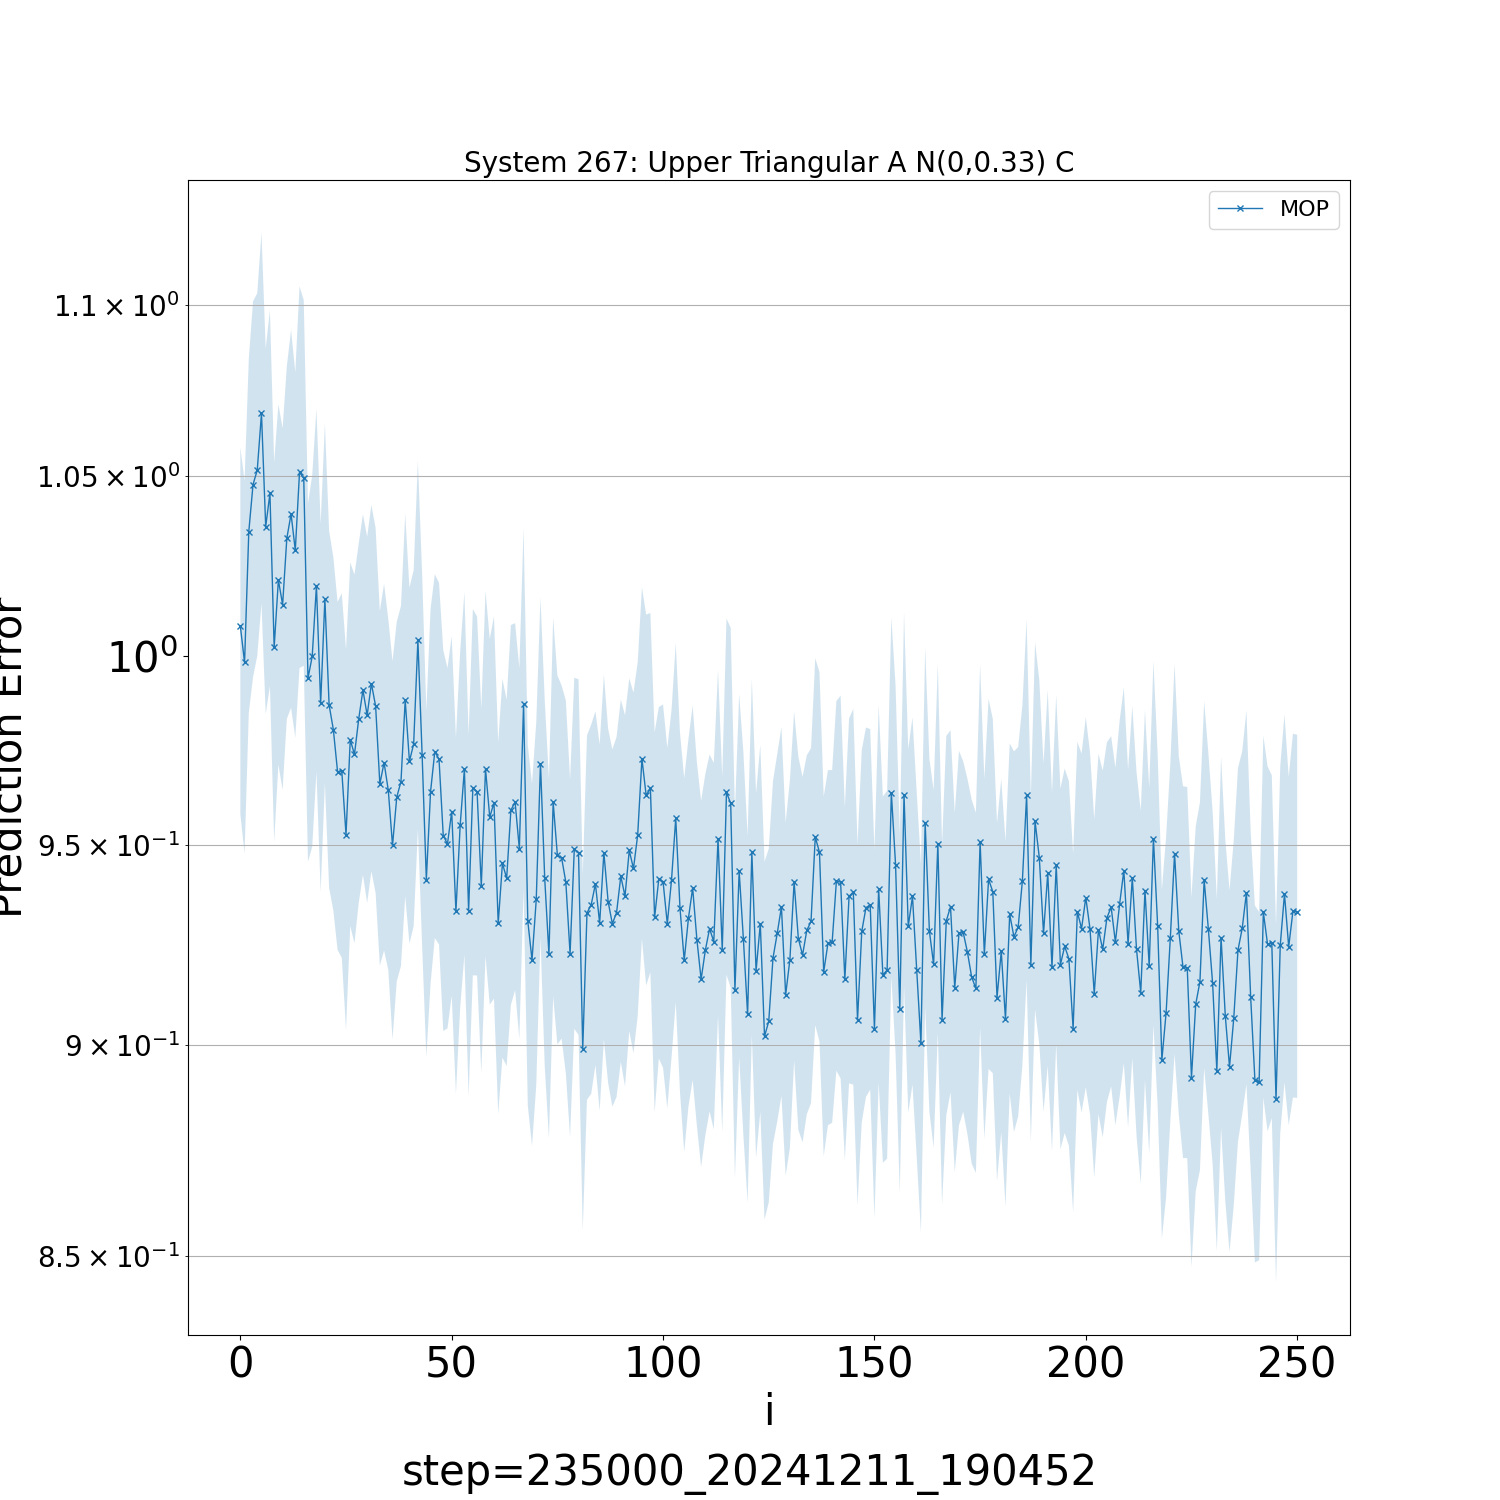 System 267: Upper Triangular A N(0,0.33) C
MOP
1.1 × 10⁰
1.05 × 10⁰
10⁰
9.5 × 10⁻¹
9 × 10⁻¹
8.5 × 10⁻¹
Prediction Error
0 50 100 150 200 250
i
step=235000_20241211_190452